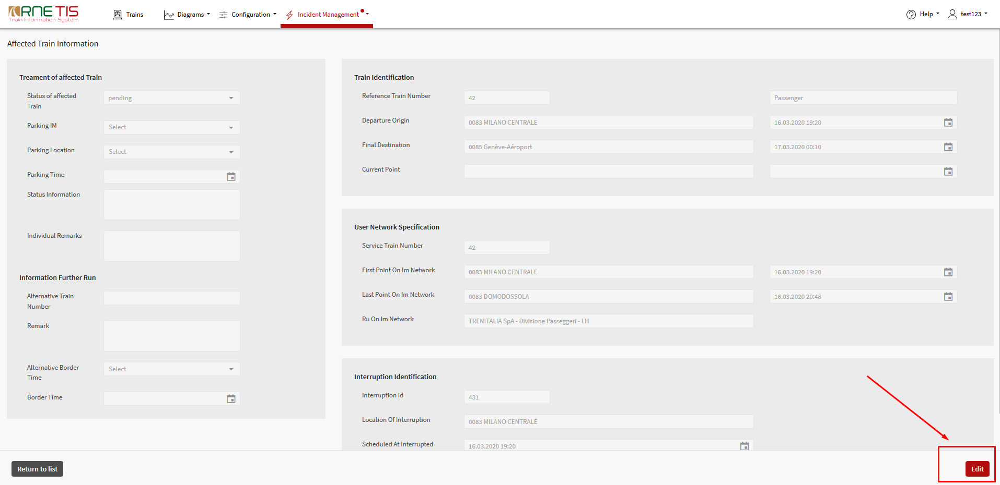 RNE TIS
Train Information System
Trains
Diagrams
Configuration
Incident Management
Help
test123
Affected Train Information
Treament of affected Train
Status of affected
Train
pending
Parking IM
Select
Parking Location
Select
Parking Time
Status Information
Individual Remarks
Information Further Run
Alternative Train
Number
Remark
Alternative Border
Time
Select
Border Time
Train Identification
Reference Train Number
42
Passenger
Departure Origin
0083 MILANO CENTRALE
16.03.2020 19:20
Final Destination
0085 Genève-Aéroport
17.03.2020 00:10
Current Point
User Network Specification
Service Train Number
42
First Point On Im Network
0083 MILANO CENTRALE
16.03.2020 19:20
Last Point On Im Network
0083 DOMODOSSOLA
16.03.2020 20:48
Ru On Im Network
TRENITALIA SpA - Divisione Passeggeri - LH
Interruption Identification
Interruption Id
431
Location Of Interruption
0083 MILANO CENTRALE
Scheduled At Interrupted
16.03.2020 19:20
Return to list
Edit